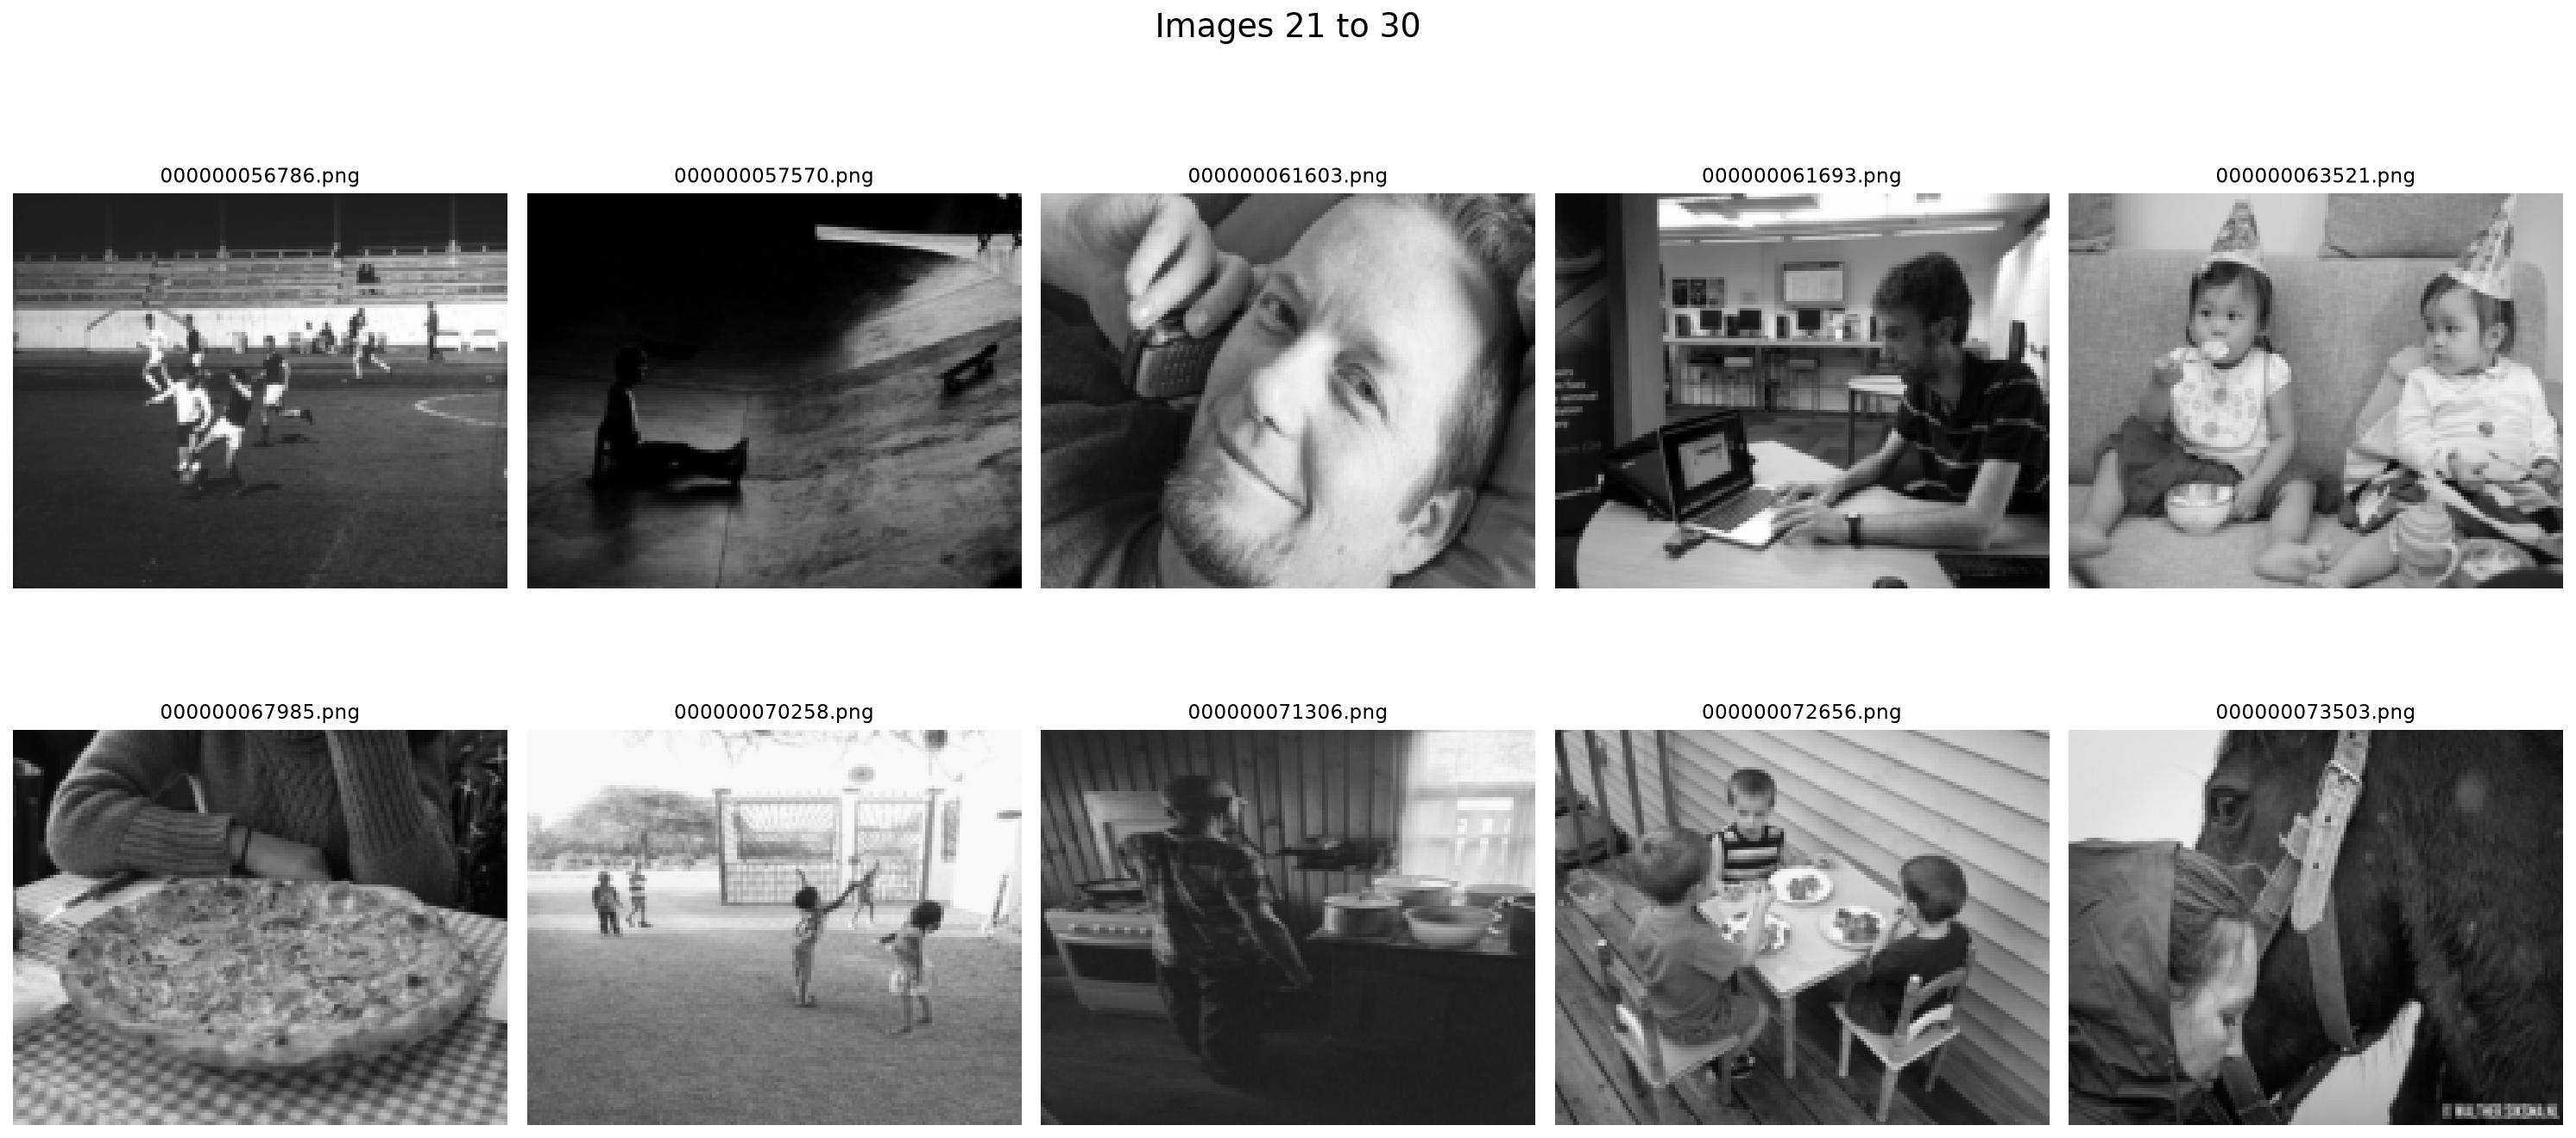 Images 21 to 30
000000056786.png
000000057570.png
000000061603.png
000000061693.png
000000063521.png
000000067985.png
000000070258.png
000000071306.png
000000072656.png
000000073503.png